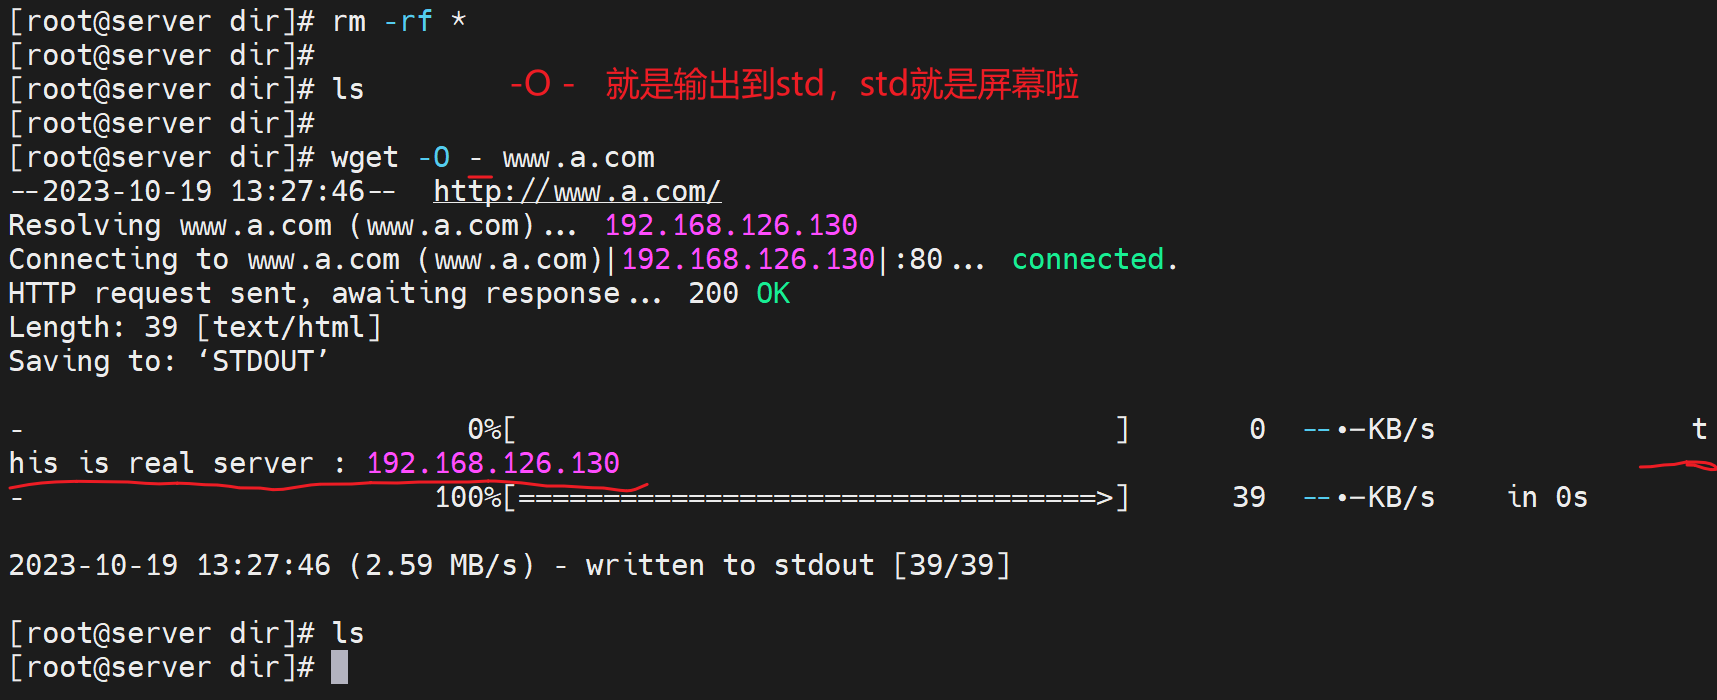 [root@server dir]# rm -rf *
[root@server dir]#
[root@server dir]# ls
-O - 就是输出到std，std就是屏幕啦
[root@server dir]#
[root@server dir]# wget -O - www.a.com
--2023-10-19 13:27:46--  http://www.a.com/
Resolving www.a.com (www.a.com)... 192.168.126.130
Connecting to www.a.com (www.a.com)|192.168.126.130|:80... connected.
HTTP request sent, awaiting response... 200 OK
Length: 39 [text/html]
Saving to: ‘STDOUT’
- 0%[ ] 0 --.-KB/s t
his is real server : 192.168.126.130
- 100%[==================================>] 39 --.-KB/s in 0s
2023-10-19 13:27:46 (2.59 MB/s) - written to stdout [39/39]
[root@server dir]# ls
[root@server dir]#